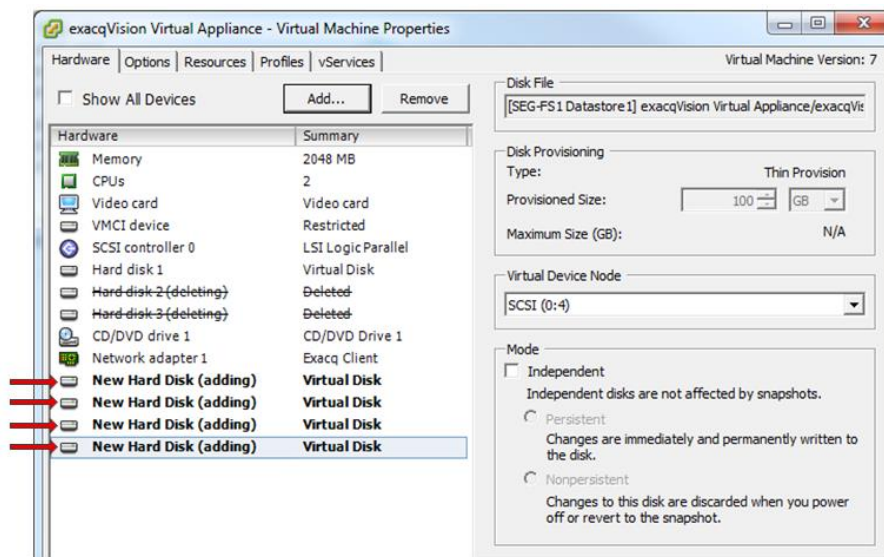 exacqVision Virtual Appliance - Virtual Machine Properties
Hardware Options Resources Profiles vServices Virtual Machine Version: 7
Show All Devices Add... Remove
Hardware Summary
Memory 2048 MB
CPUs 2
Video card Video card
VMCI device Restricted
SCSI controller 0 LSI Logic Parallel
Hard disk 1 Virtual Disk
Hard disk 2 (deleting) Deleted
Hard disk 3 (deleting) Deleted
CD/DVD drive 1 CD/DVD Drive 1
Network adapter 1 Exacq Client
New Hard Disk (adding) Virtual Disk
New Hard Disk (adding) Virtual Disk
New Hard Disk (adding) Virtual Disk
New Hard Disk (adding) Virtual Disk
Disk File
[SEG-FS1 Datastore1] exacqVision Virtual Appliance/exacqVis
Disk Provisioning
Type: Thin Provision
Provisioned Size: 100 GB
Maximum Size (GB): N/A
Virtual Device Node
SCSI (0:4)
Mode
Independent
Independent disks are not affected by snapshots.
Persistent
Changes are immediately and permanently written to
the disk.
Nonpersistent
Changes to this disk are discarded when you power
off or revert to the snapshot.